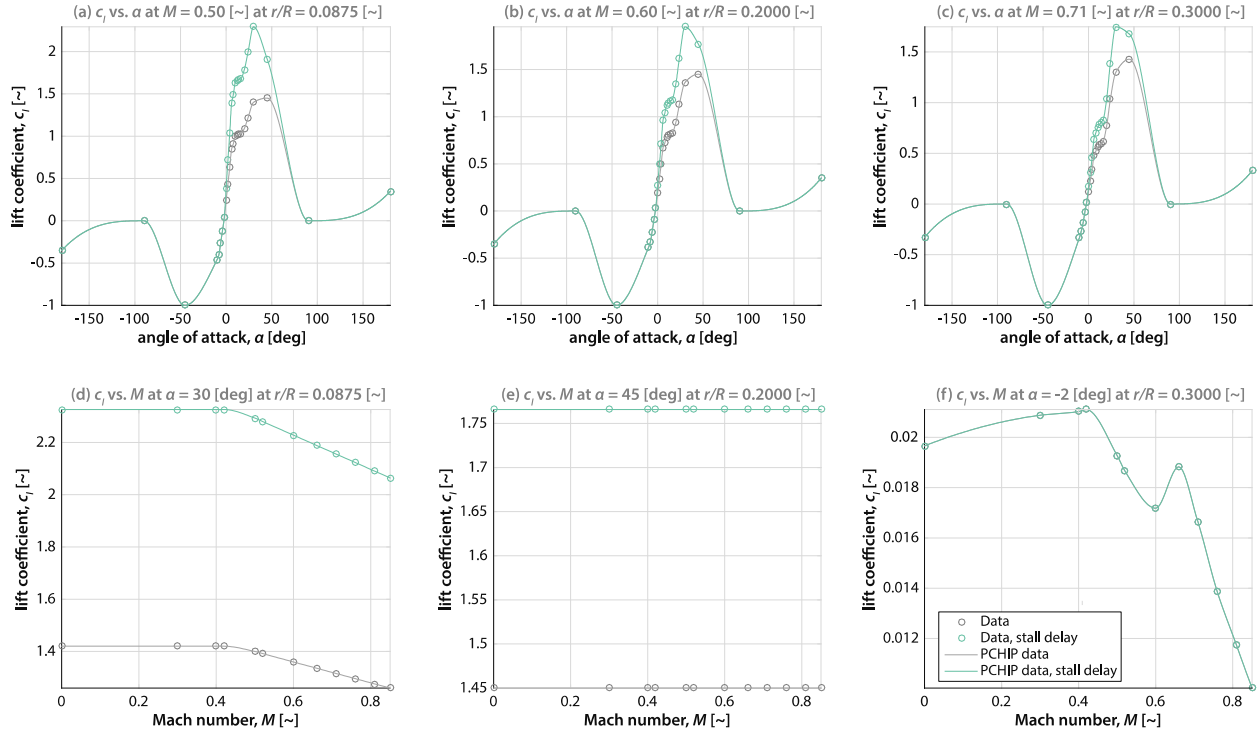 (a) c_l vs. α at M = 0.50 [~] at r/R = 0.0875 [~]
(b) c_l vs. α at M = 0.60 [~] at r/R = 0.2000 [~]
(c) c_l vs. α at M = 0.71 [~] at r/R = 0.3000 [~]
lift coefficient, c_l [~]
2
1.5
1
0.5
0
-0.5
-1
-150 -100 -50 0 50 100 150
angle of attack, α [deg]
lift coefficient, c_l [~]
1.5
1
0.5
0
-0.5
-1
-150 -100 -50 0 50 100 150
angle of attack, α [deg]
lift coefficient, c_l [~]
1.5
1
0.5
0
-0.5
-1
-150 -100 -50 0 50 100 150
angle of attack, α [deg]
(d) c_l vs. M at α = 30 [deg] at r/R = 0.0875 [~]
(e) c_l vs. M at α = 45 [deg] at r/R = 0.2000 [~]
(f) c_l vs. M at α = -2 [deg] at r/R = 0.3000 [~]
lift coefficient, c_l [~]
2.2
2
1.8
1.6
1.4
0 0.2 0.4 0.6 0.8
Mach number, M [~]
lift coefficient, c_l [~]
1.75
1.7
1.65
1.6
1.55
1.5
1.45
0 0.2 0.4 0.6 0.8
Mach number, M [~]
lift coefficient, c_l [~]
0.02
0.018
0.016
0.014
0.012
0 0.2 0.4 0.6 0.8
Mach number, M [~]
Data
Data, stall delay
PCHIP data
PCHIP data, stall delay